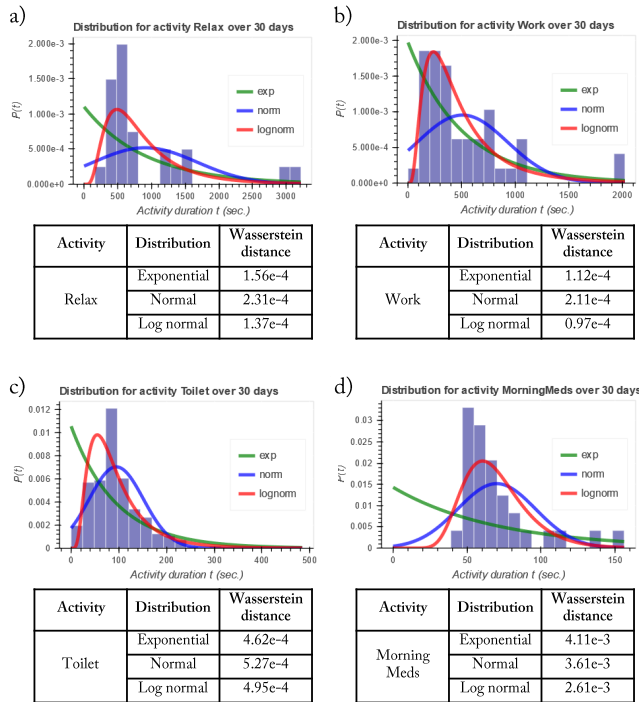 a)
Distribution for activity Relax over 30 days
2.000e-3
1.500e-3
1.000e-3
5.000e-4
0.000e+0
P(t)
exp
norm
lognorm
0 500 1000 1500 2000 2500 3000
Activity duration t (sec.)
Activity Distribution Wasserstein distance
Relax
Exponential 1.56e-4
Normal 2.31e-4
Log normal 1.37e-4
b)
Distribution for activity Work over 30 days
2.000e-3
1.500e-3
1.000e-3
5.000e-4
0.000e+0
P(t)
exp
norm
lognorm
0 500 1000 1500 2000
Activity duration t (sec.)
Activity Distribution Wasserstein distance
Work
Exponential 1.12e-4
Normal 2.11e-4
Log normal 0.97e-4
c)
Distribution for activity Toilet over 30 days
0.012
0.01
0.008
0.006
0.004
0.002
0
P(t)
exp
norm
lognorm
0 100 200 300 400 500
Activity duration t (sec.)
Activity Distribution Wasserstein distance
Toilet
Exponential 4.62e-4
Normal 5.27e-4
Log normal 4.95e-4
d)
Distribution for activity MorningMeds over 30 days
0.03
0.025
0.02
0.015
0.01
0.005
0
P(t)
exp
norm
lognorm
0 50 100 150
Activity duration t (sec.)
Activity Distribution Wasserstein distance
Morning Meds
Exponential 4.11e-3
Normal 3.61e-3
Log normal 2.61e-3